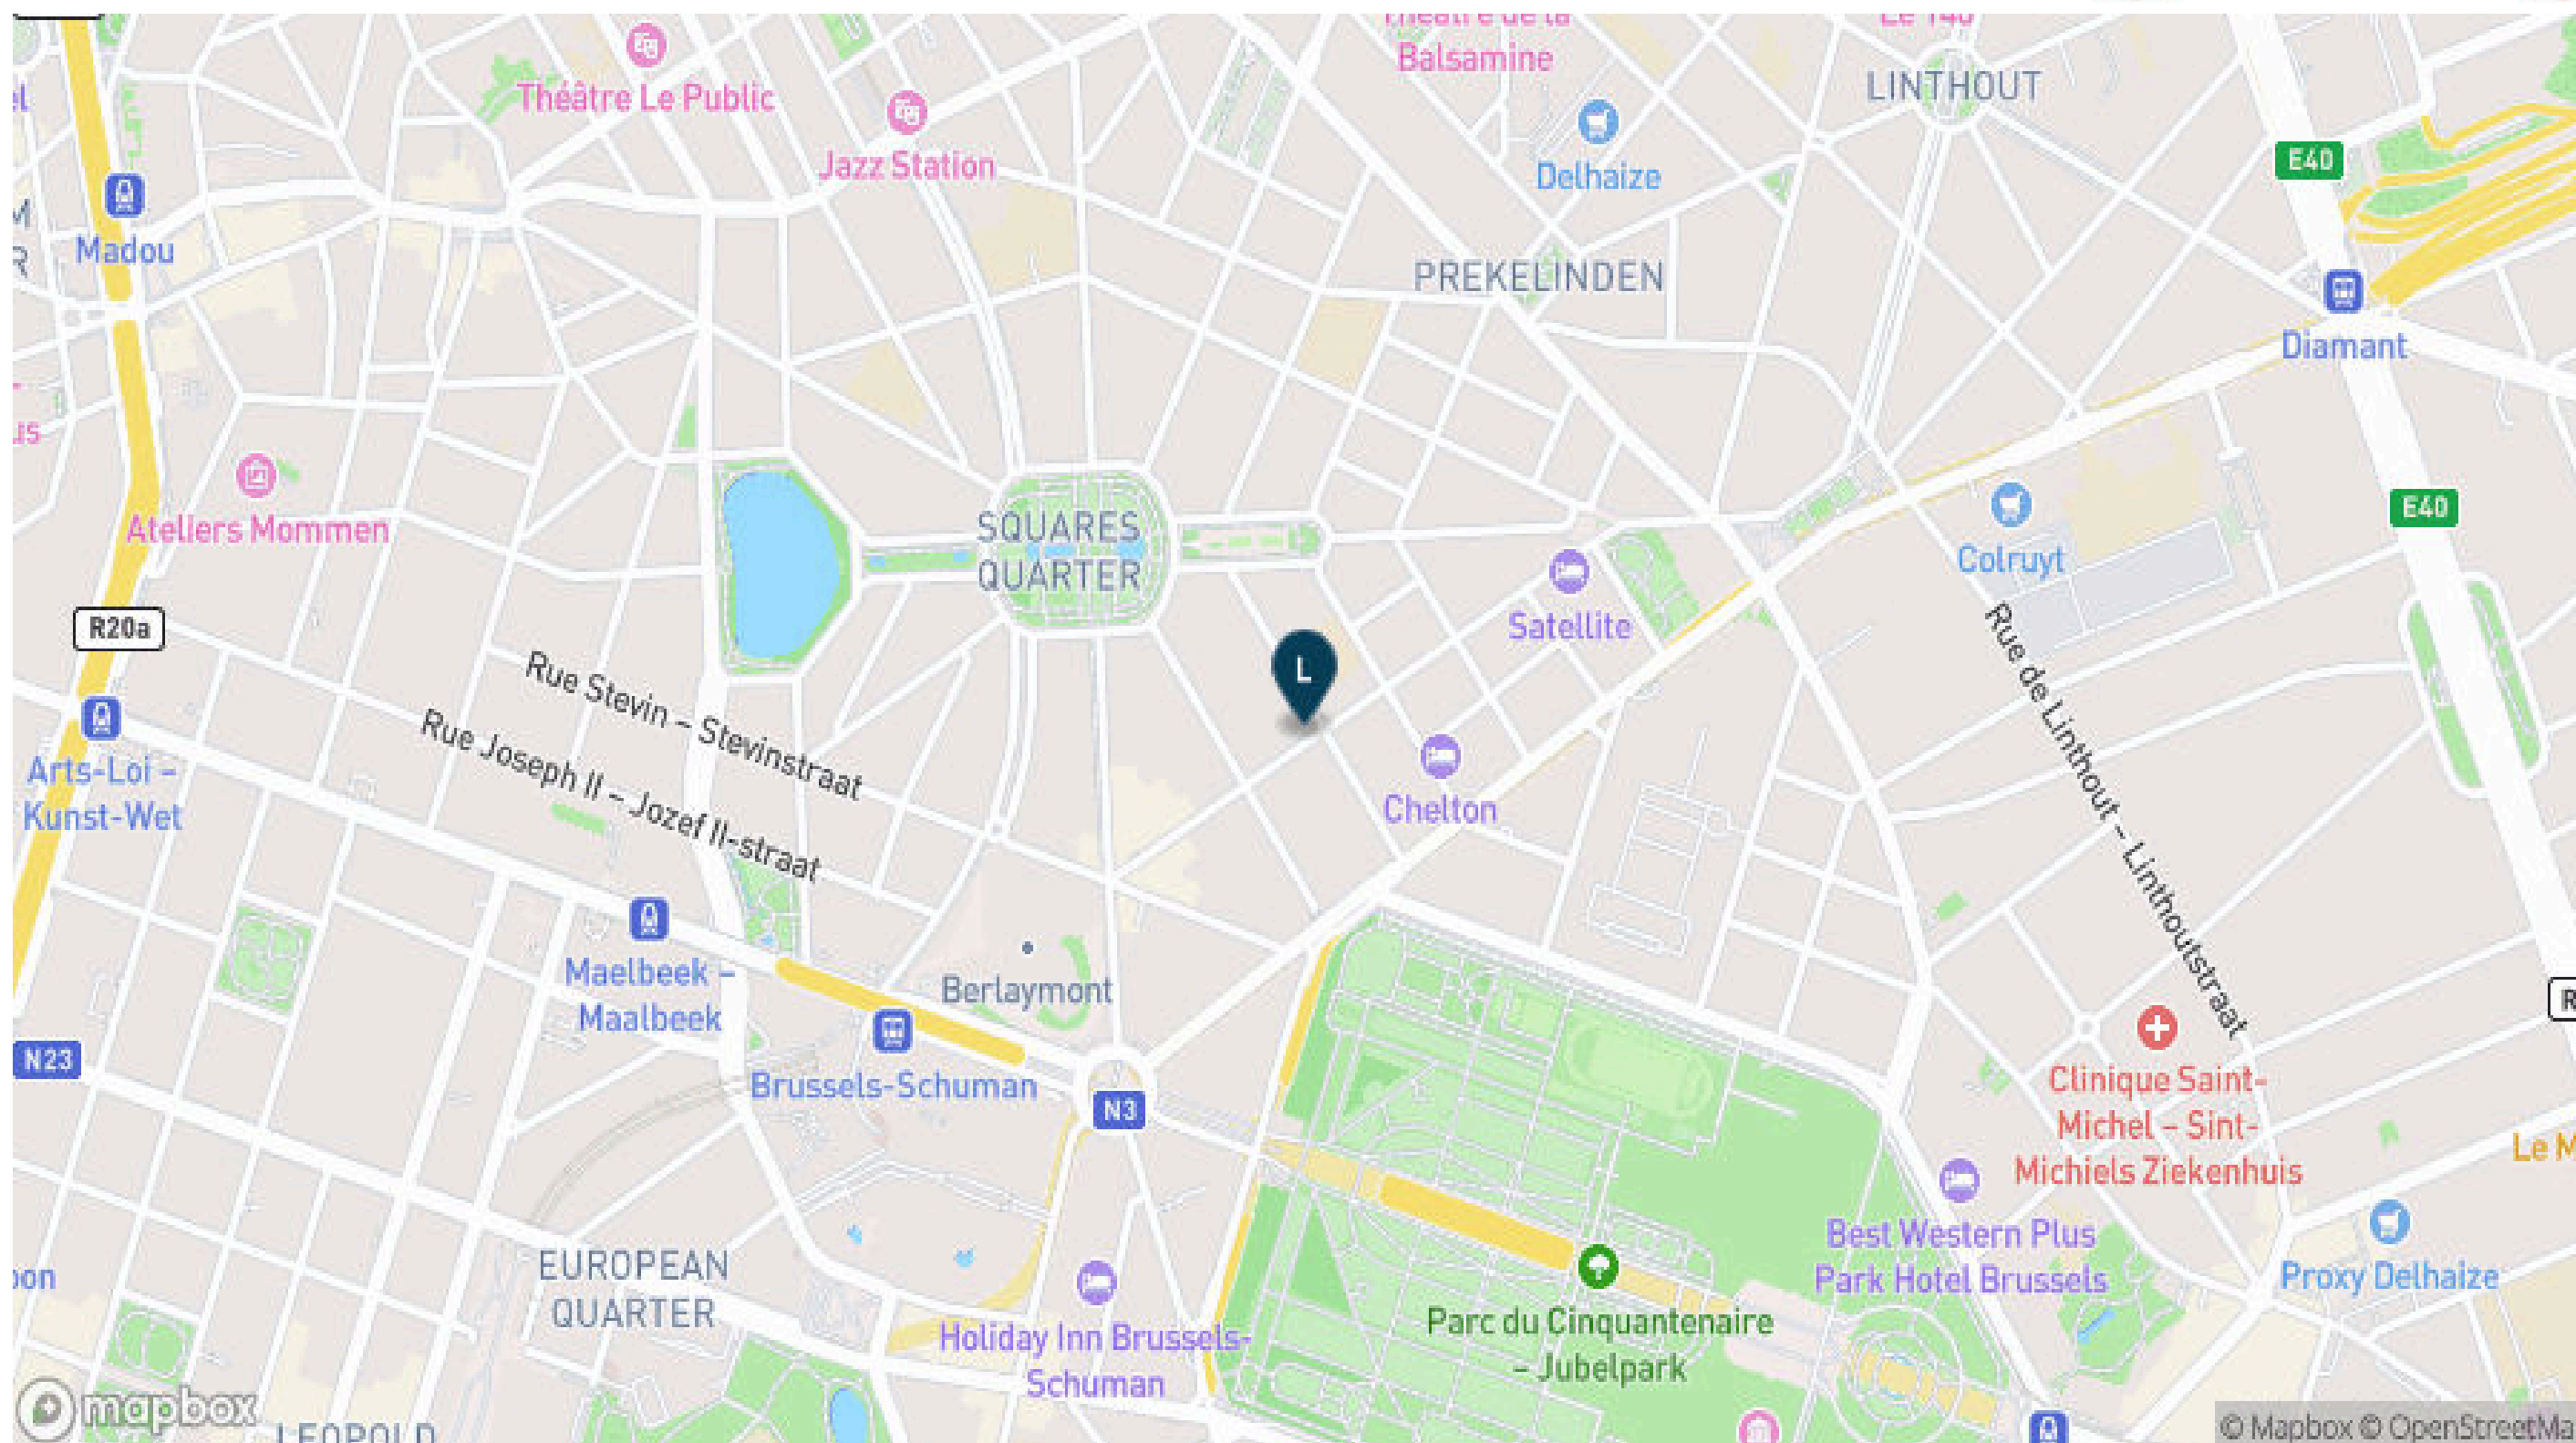 Balsamine
LINTHOUT
Théâtre Le Public
Jazz Station
Delhaize
E40
Madou
PREKELINDEN
Diamant
Ateliers Mommen
SQUARES
QUARTER
E40
Colruyt
R20a
Satellite
L
Rue Stevin – Stevinstraat
Rue Joseph II – Jozef II-straat
Rue de Linthout – Linthoutstraat
Arts-Loi –
Kunst-Wet
Chelton
Maelbeek –
Maalbeek
Berlaymont
N23
Brussels-Schuman
N3
Clinique Saint-
Michel – Sint-
Michiels Ziekenhuis
Le M
EUROPEAN
QUARTER
Best Western Plus
Park Hotel Brussels
Proxy Delhaize
Holiday Inn Brussels-
Schuman
Parc du Cinquantenaire
– Jubelpark
mapbox
LEOPOLD
© Mapbox © OpenStreetMa